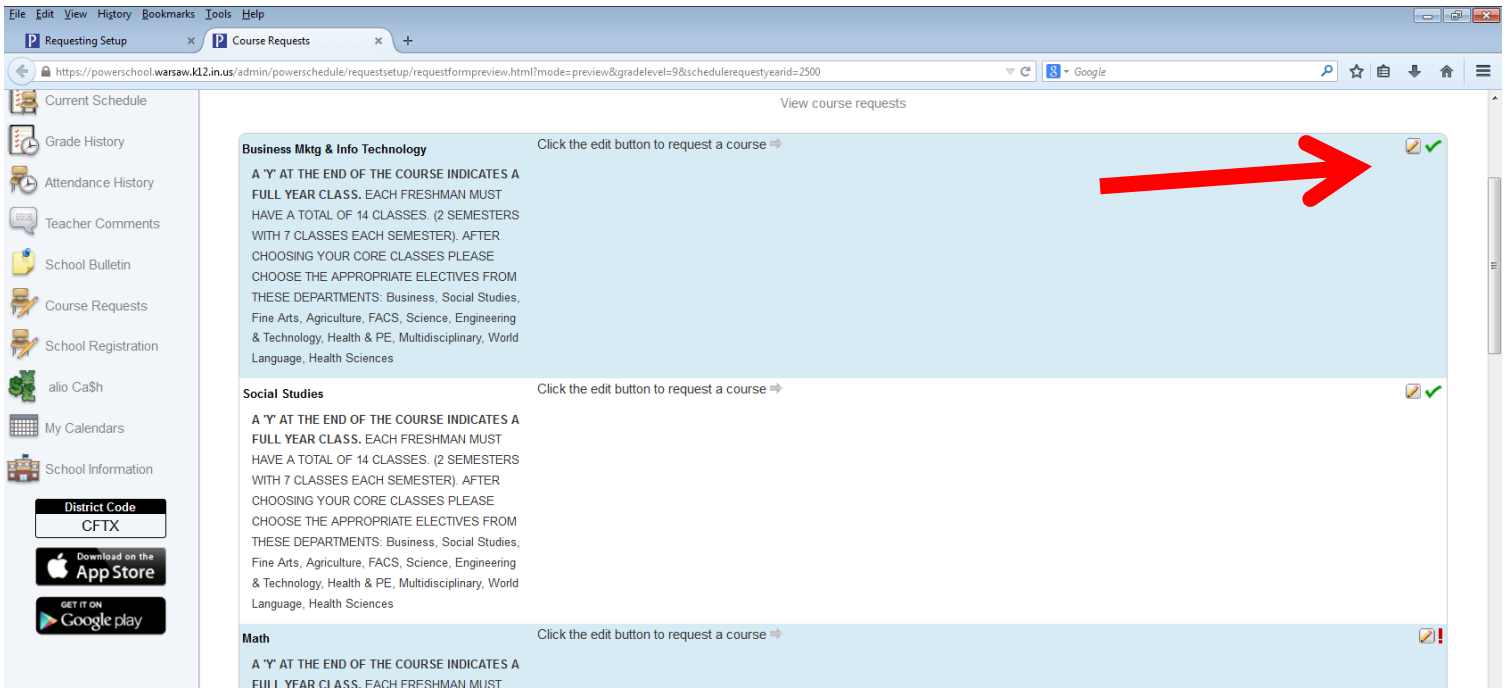 File Edit View History Bookmarks Tools Help
P Requesting Setup × P Course Requests × +
https://powerschool.warsaw.k12.in.us/admin/powerschedule/requestsetup/requestformpreview.html?mode=preview&gradelevel=9&schedulerequestyearid=2500
8 Google
Current Schedule
Grade History
Attendance History
Teacher Comments
School Bulletin
Course Requests
School Registration
alio Ca$h
My Calendars
School Information
District Code
CFTX
Download on the
App Store
GET IT ON
Google play
View course requests
Business Mktg & Info Technology
Click the edit button to request a course
A 'Y' AT THE END OF THE COURSE INDICATES A
FULL YEAR CLASS. EACH FRESHMAN MUST
HAVE A TOTAL OF 14 CLASSES. (2 SEMESTERS
WITH 7 CLASSES EACH SEMESTER). AFTER
CHOOSING YOUR CORE CLASSES PLEASE
CHOOSE THE APPROPRIATE ELECTIVES FROM
THESE DEPARTMENTS: Business, Social Studies,
Fine Arts, Agriculture, FACS, Science, Engineering
& Technology, Health & PE, Multidisciplinary, World
Language, Health Sciences
Social Studies
Click the edit button to request a course
A 'Y' AT THE END OF THE COURSE INDICATES A
FULL YEAR CLASS. EACH FRESHMAN MUST
HAVE A TOTAL OF 14 CLASSES. (2 SEMESTERS
WITH 7 CLASSES EACH SEMESTER). AFTER
CHOOSING YOUR CORE CLASSES PLEASE
CHOOSE THE APPROPRIATE ELECTIVES FROM
THESE DEPARTMENTS: Business, Social Studies,
Fine Arts, Agriculture, FACS, Science, Engineering
& Technology, Health & PE, Multidisciplinary, World
Language, Health Sciences
Math
Click the edit button to request a course
A 'Y' AT THE END OF THE COURSE INDICATES A
FULL YEAR CLASS. EACH FRESHMAN MUST